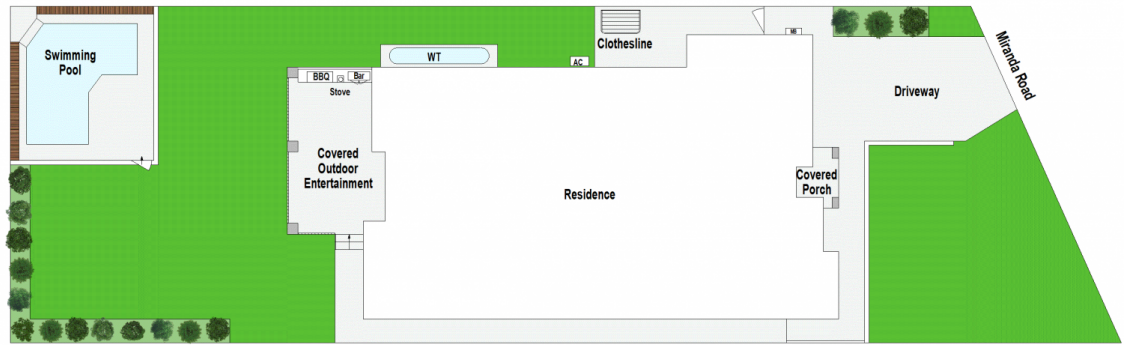 Swimming
Pool
WT
Clothesline
MB
AC
BBQ
Bar
Stove
Covered
Outdoor
Entertainment
Residence
Covered
Porch
Driveway
Miranda Road